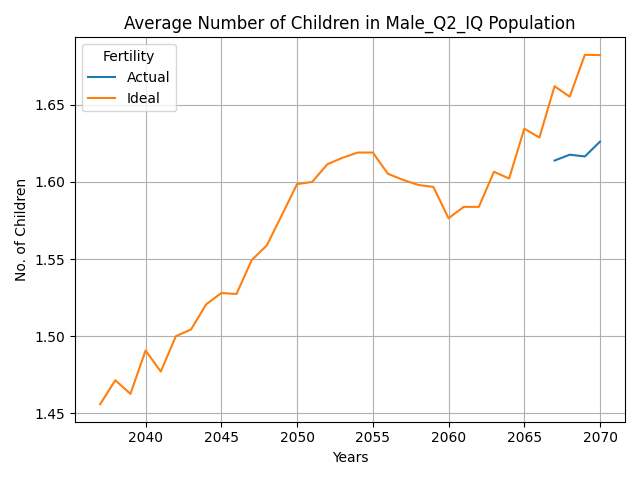 Average Number of Children in Male_Q2_IQ Population
Fertility
Actual
Ideal
No. of Children
1.65
1.60
1.55
1.50
1.45
2040 2045 2050 2055 2060 2065 2070
Years